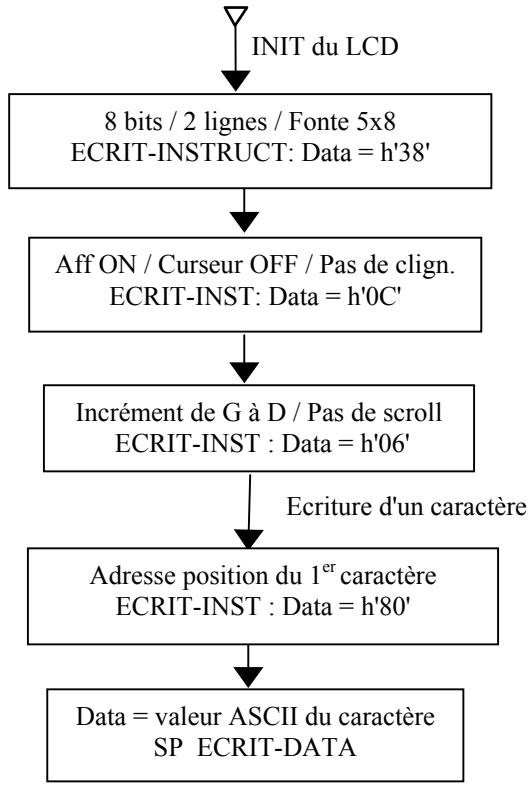 INIT du LCD
8 bits / 2 lignes / Fonte 5x8
ECRIT-INSTRUCT: Data = h'38'
Aff ON / Curseur OFF / Pas de clign.
ECRIT-INST: Data = h'0C'
Incrément de G à D / Pas de scroll
ECRIT-INST : Data = h'06'
Ecriture d'un caractère
Adresse position du 1er caractère
ECRIT-INST : Data = h'80'
Data = valeur ASCII du caractère
SP ECRIT-DATA